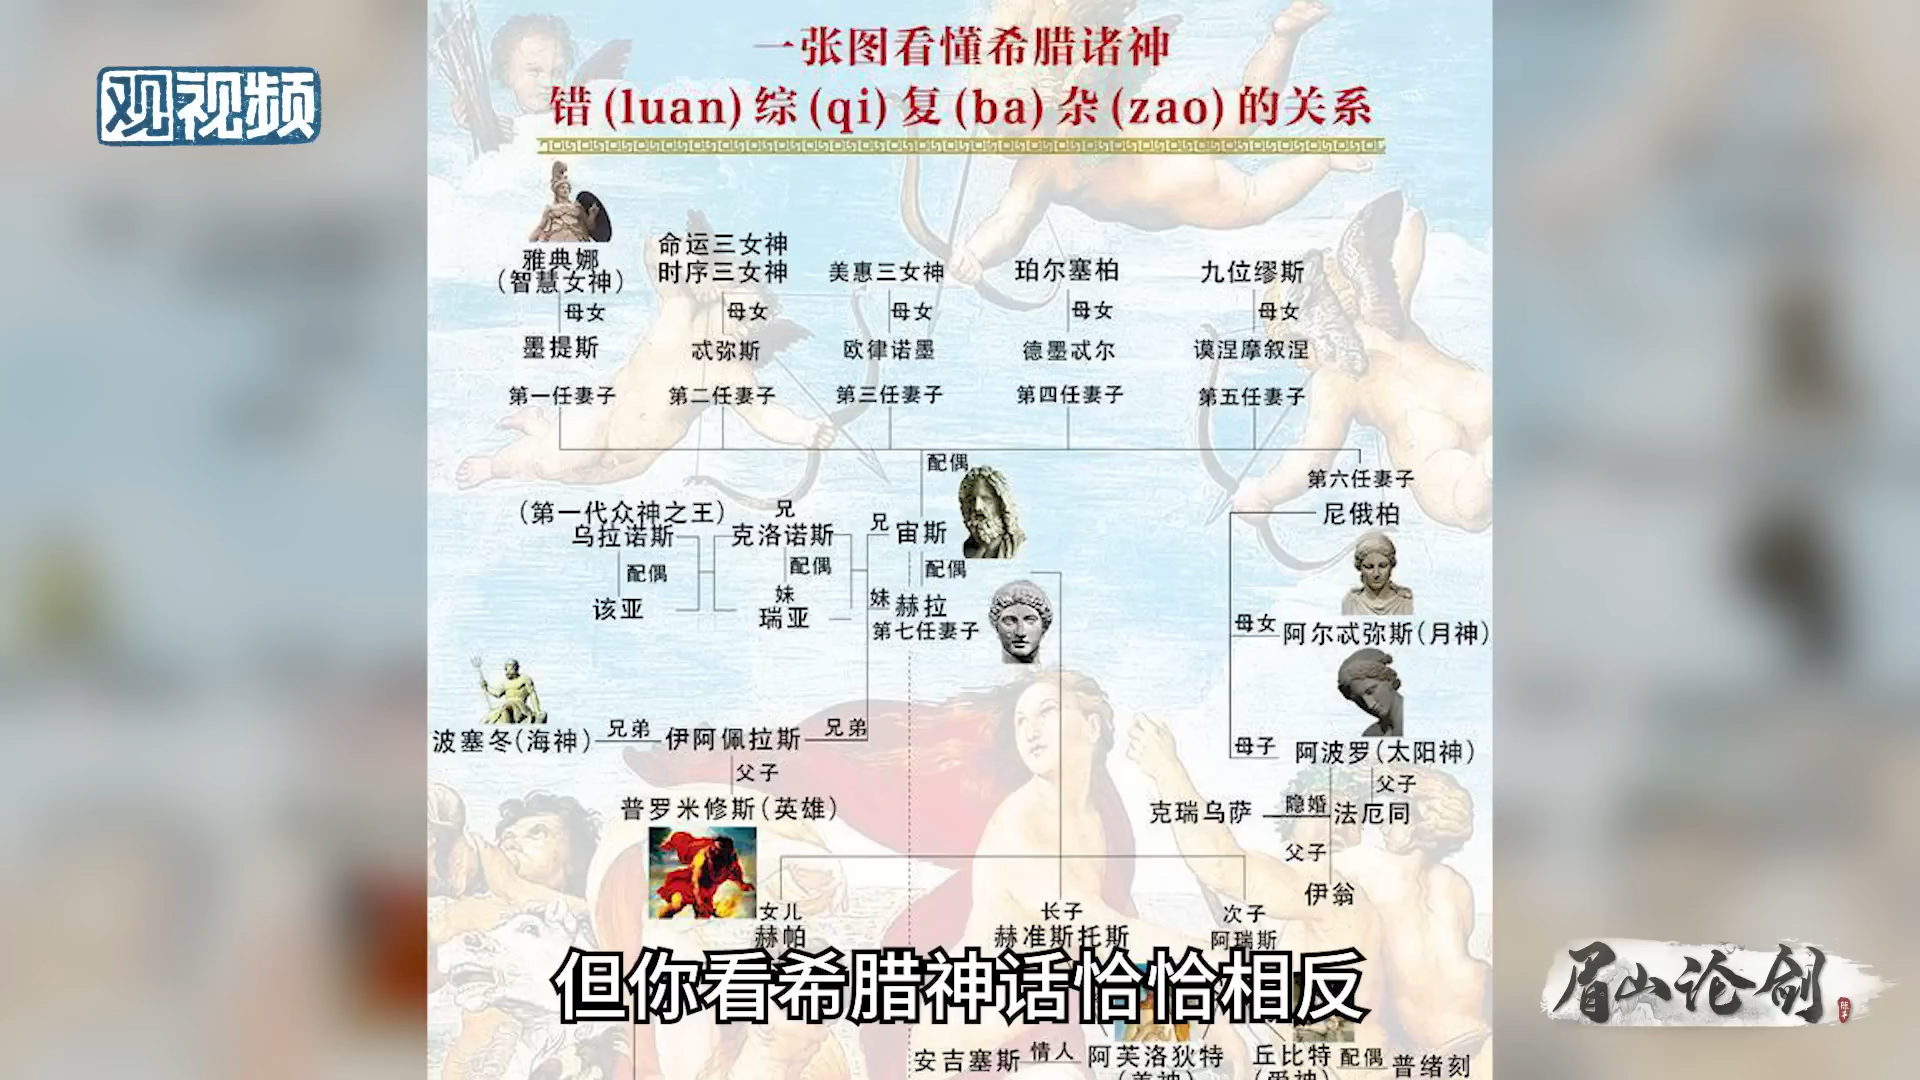 观视频
一张图看懂希腊诸神
错(luan)综(qi)复(ba)杂(zao)的关系
雅典娜
(智慧女神)
命运三女神
时序三女神
美惠三女神
珀尔塞柏
九位缪斯
母女
母女
母女
母女
母女
墨提斯
忒弥斯
欧律诺墨
德墨忒尔
谟涅摩叙涅
第一任妻子
第二任妻子
第三任妻子
第四任妻子
第五任妻子
配偶
第六任妻子
尼俄柏
(第一代众神之王)
乌拉诺斯
兄
克洛诺斯
兄
宙斯
配偶
配偶
配偶
该亚
妹
瑞亚
妹
赫拉
第七任妻子
母女
阿尔忒弥斯(月神)
波塞冬(海神)
兄弟
伊阿佩拉斯
兄弟
母子
阿波罗(太阳神)
父子
父子
普罗米修斯(英雄)
克瑞乌萨
隐婚
法厄同
父子
伊翁
女儿
赫帕
长子
赫准斯托斯
次子
阿瑞斯
但你看希腊神话恰恰相反
眉山论剑
安吉塞斯
情人
阿芙洛狄特
丘比特
配偶
普绪刻